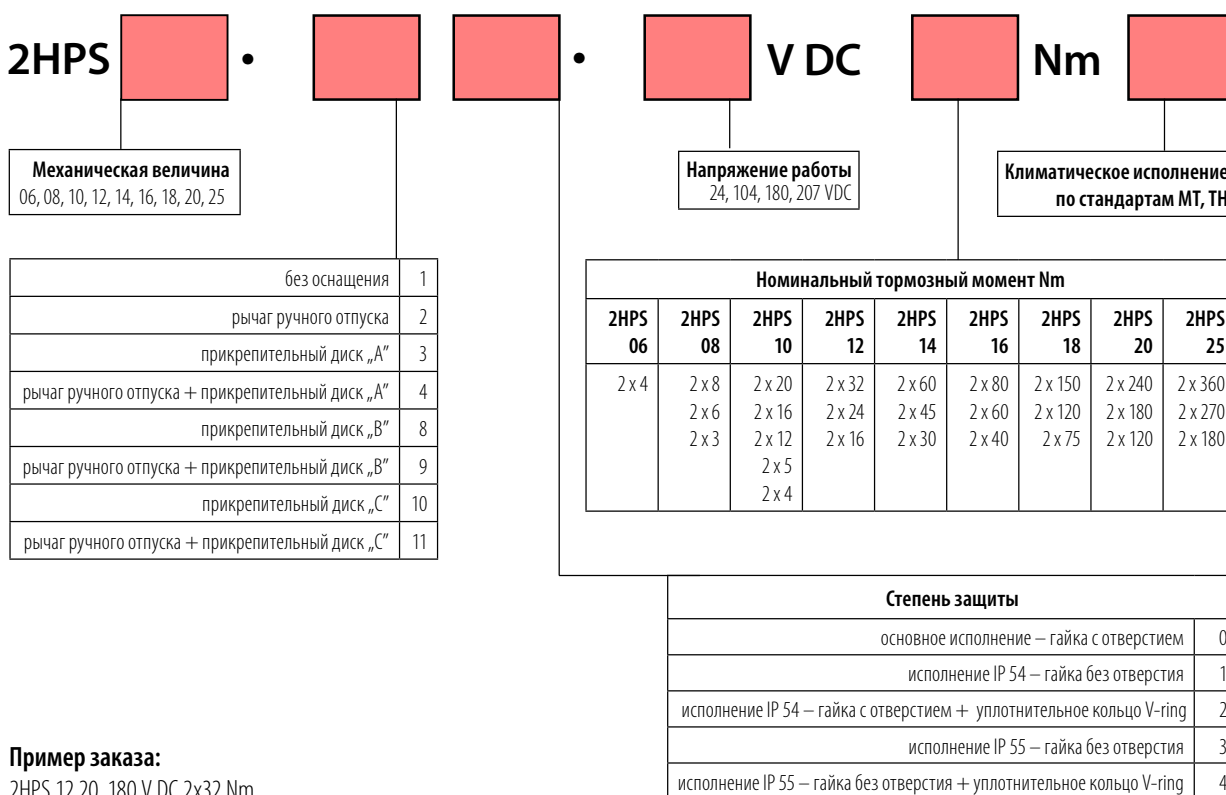 2HPS • • V DC Nm
Механическая величина
06, 08, 10, 12, 14, 16, 18, 20, 25
Напряжение работы
24, 104, 180, 207 VDC
Климатическое исполнение
по стандартам МТ, ТН
без оснащения 1
рычаг ручного отпуска 2
прикрепительный диск „A” 3
рычаг ручного отпуска + прикрепительный диск „A” 4
прикрепительный диск „B” 8
рычаг ручного отпуска + прикрепительный диск „B” 9
прикрепительный диск „C” 10
рычаг ручного отпуска + прикрепительный диск „C” 11
Номинальный тормозный момент Nm
2HPS 2HPS 2HPS 2HPS 2HPS 2HPS 2HPS 2HPS 2HPS
06 08 10 12 14 16 18 20 25
2 x 4 2 x 8 2 x 20 2 x 32 2 x 60 2 x 80 2 x 150 2 x 240 2 x 360
2 x 6 2 x 16 2 x 24 2 x 45 2 x 60 2 x 120 2 x 180 2 x 270
2 x 3 2 x 12 2 x 16 2 x 30 2 x 40 2 x 75 2 x 120 2 x 180
2 x 5
2 x 4
Степень защиты
основное исполнение – гайка с отверстием 0
исполнение IP 54 – гайка без отверстия 1
исполнение IP 54 – гайка с отверстием + уплотнительное кольцо V-ring 2
исполнение IP 55 – гайка без отверстия 3
исполнение IP 55 – гайка без отверстия + уплотнительное кольцо V-ring 4
Пример заказа:
2HPS 12.20. 180 V DC 2x32 Nm